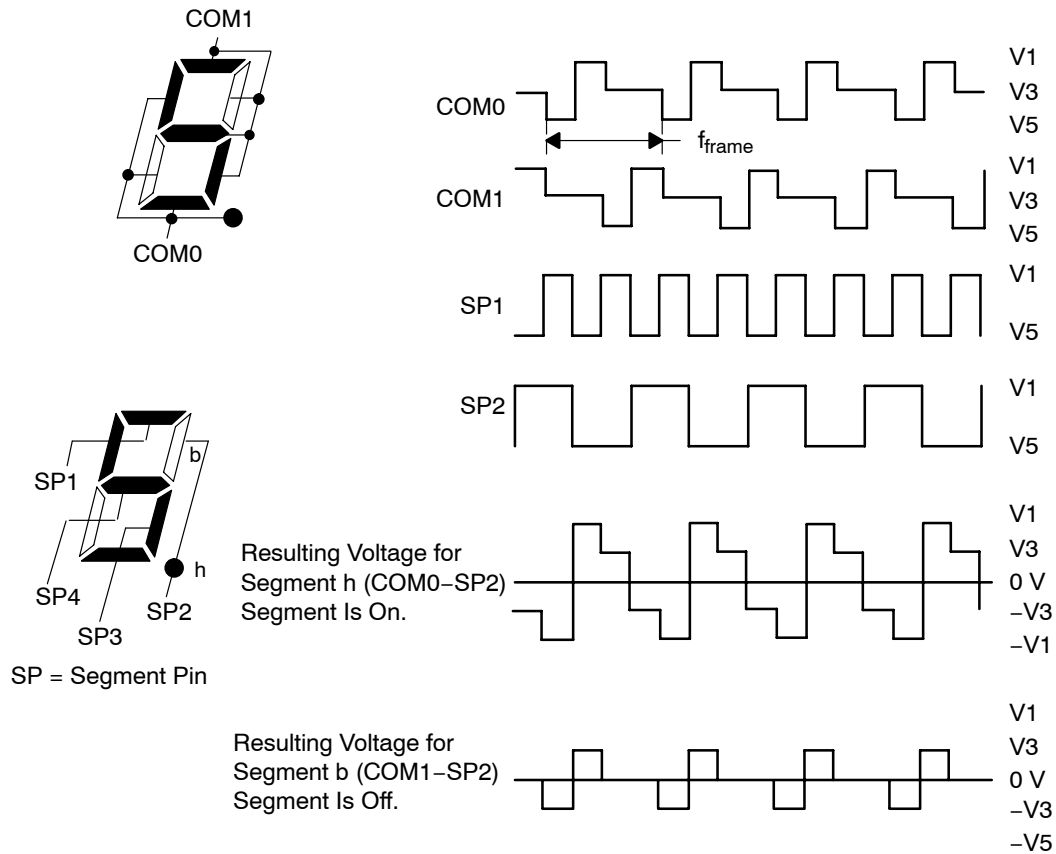 COM1
COM0
SP1
b
h
SP4
SP3
SP2
SP = Segment Pin
COM0
V1
V3
V5
fframe
COM1
V1
V3
V5
SP1
V1
V5
SP2
V1
V5
Resulting Voltage for
Segment h (COM0−SP2)
Segment Is On.
V1
V3
0 V
−V3
−V1
Resulting Voltage for
Segment b (COM1−SP2)
Segment Is Off.
V1
V3
0 V
−V3
−V5